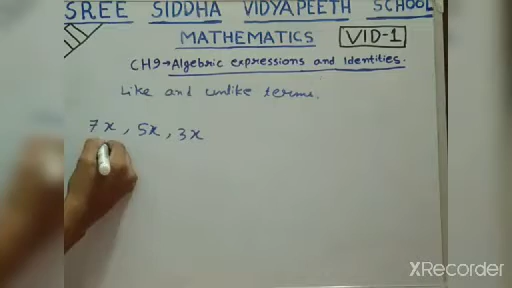 SREE SIDDHA VIDYAPEETH SCHOOL
MATHEMATICS VID-1
CH9→Algebric expressions and Identities.
Like and unlike terms.
7x, 5x, 3x
XRecorder